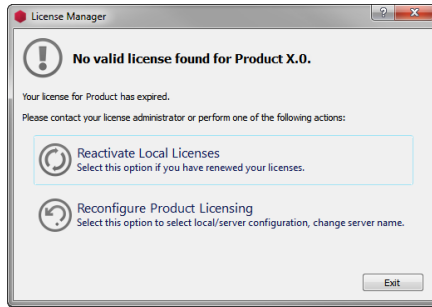 License Manager
No valid license found for Product X.0.
Your license for Product has expired.
Please contact your license administrator or perform one of the following actions:
Reactivate Local Licenses
Select this option if you have renewed your licenses.
Reconfigure Product Licensing
Select this option to select local/server configuration, change server name.
Exit